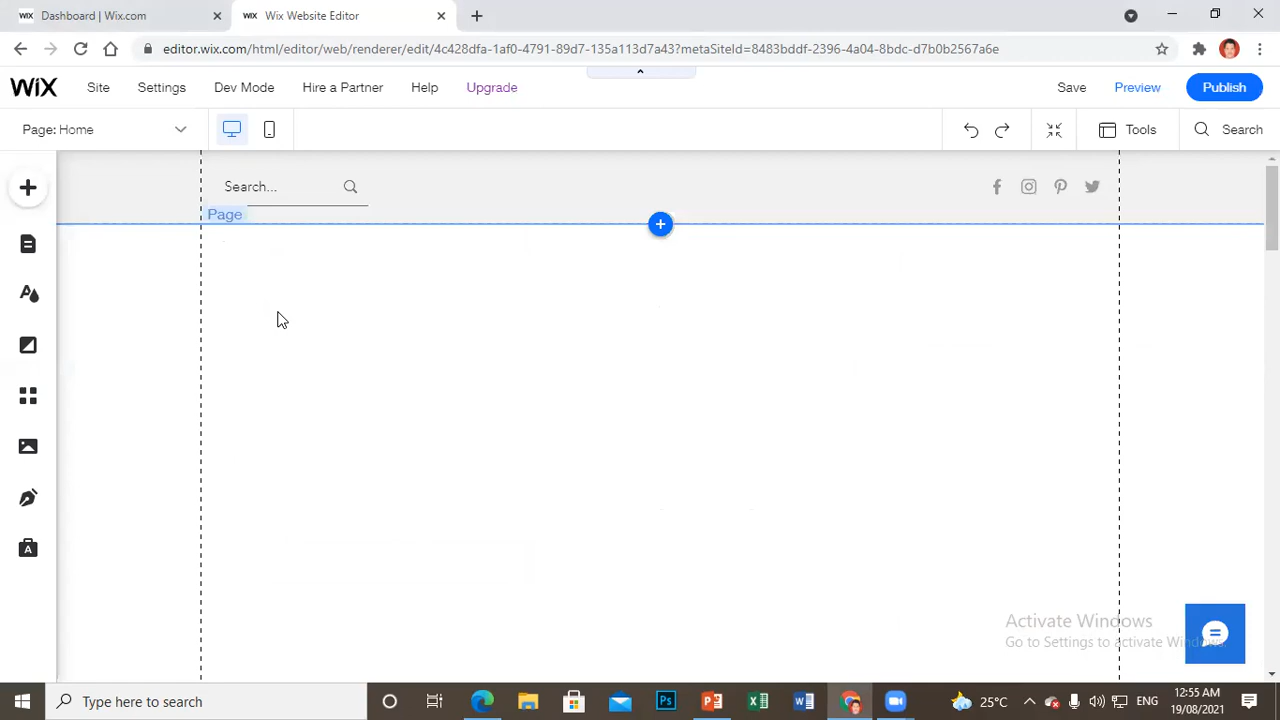 WiX Dashboard | Wix.com
WiX Wix Website Editor
editor.wix.com/html/editor/web/renderer/edit/4c428dfa-1af0-4791-89d7-135a113d7a43?metaSiteId=8483bddf-2396-4a04-8bdc-d7b0b2567a6e
WiX Site Settings Dev Mode Hire a Partner Help Upgrade Save Preview Publish
Page: Home Tools Search
Search...
Page
A
A
Activate Windows
Go to Settings to activate Windows.
Type here to search
Ps
25°C ENG
12:55 AM
19/08/2021